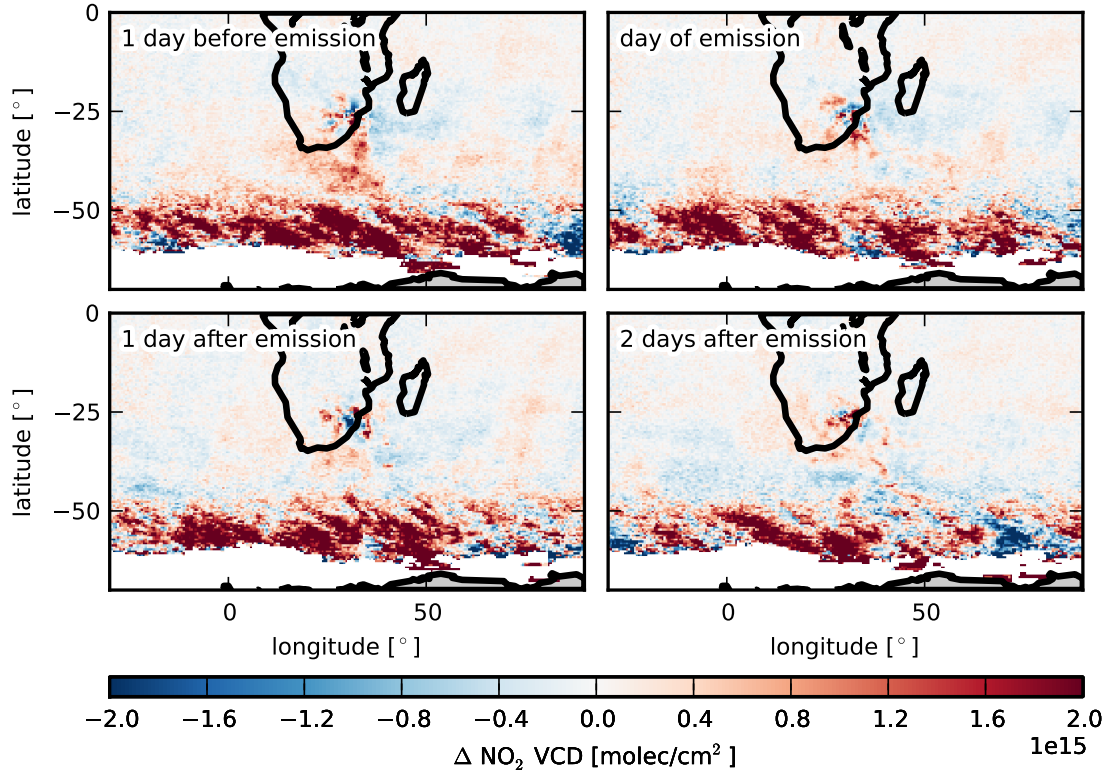 0
1 day before emission
day of emission
−25
−50
latitude [°]
0
1 day after emission
2 days after emission
−25
−50
latitude [°]
0
50
0
50
longitude [°]
longitude [°]
−2.0 −1.6 −1.2 −0.8 −0.4 0.0 0.4 0.8 1.2 1.6 2.0
1e15
Δ NO₂ VCD [molec/cm² ]